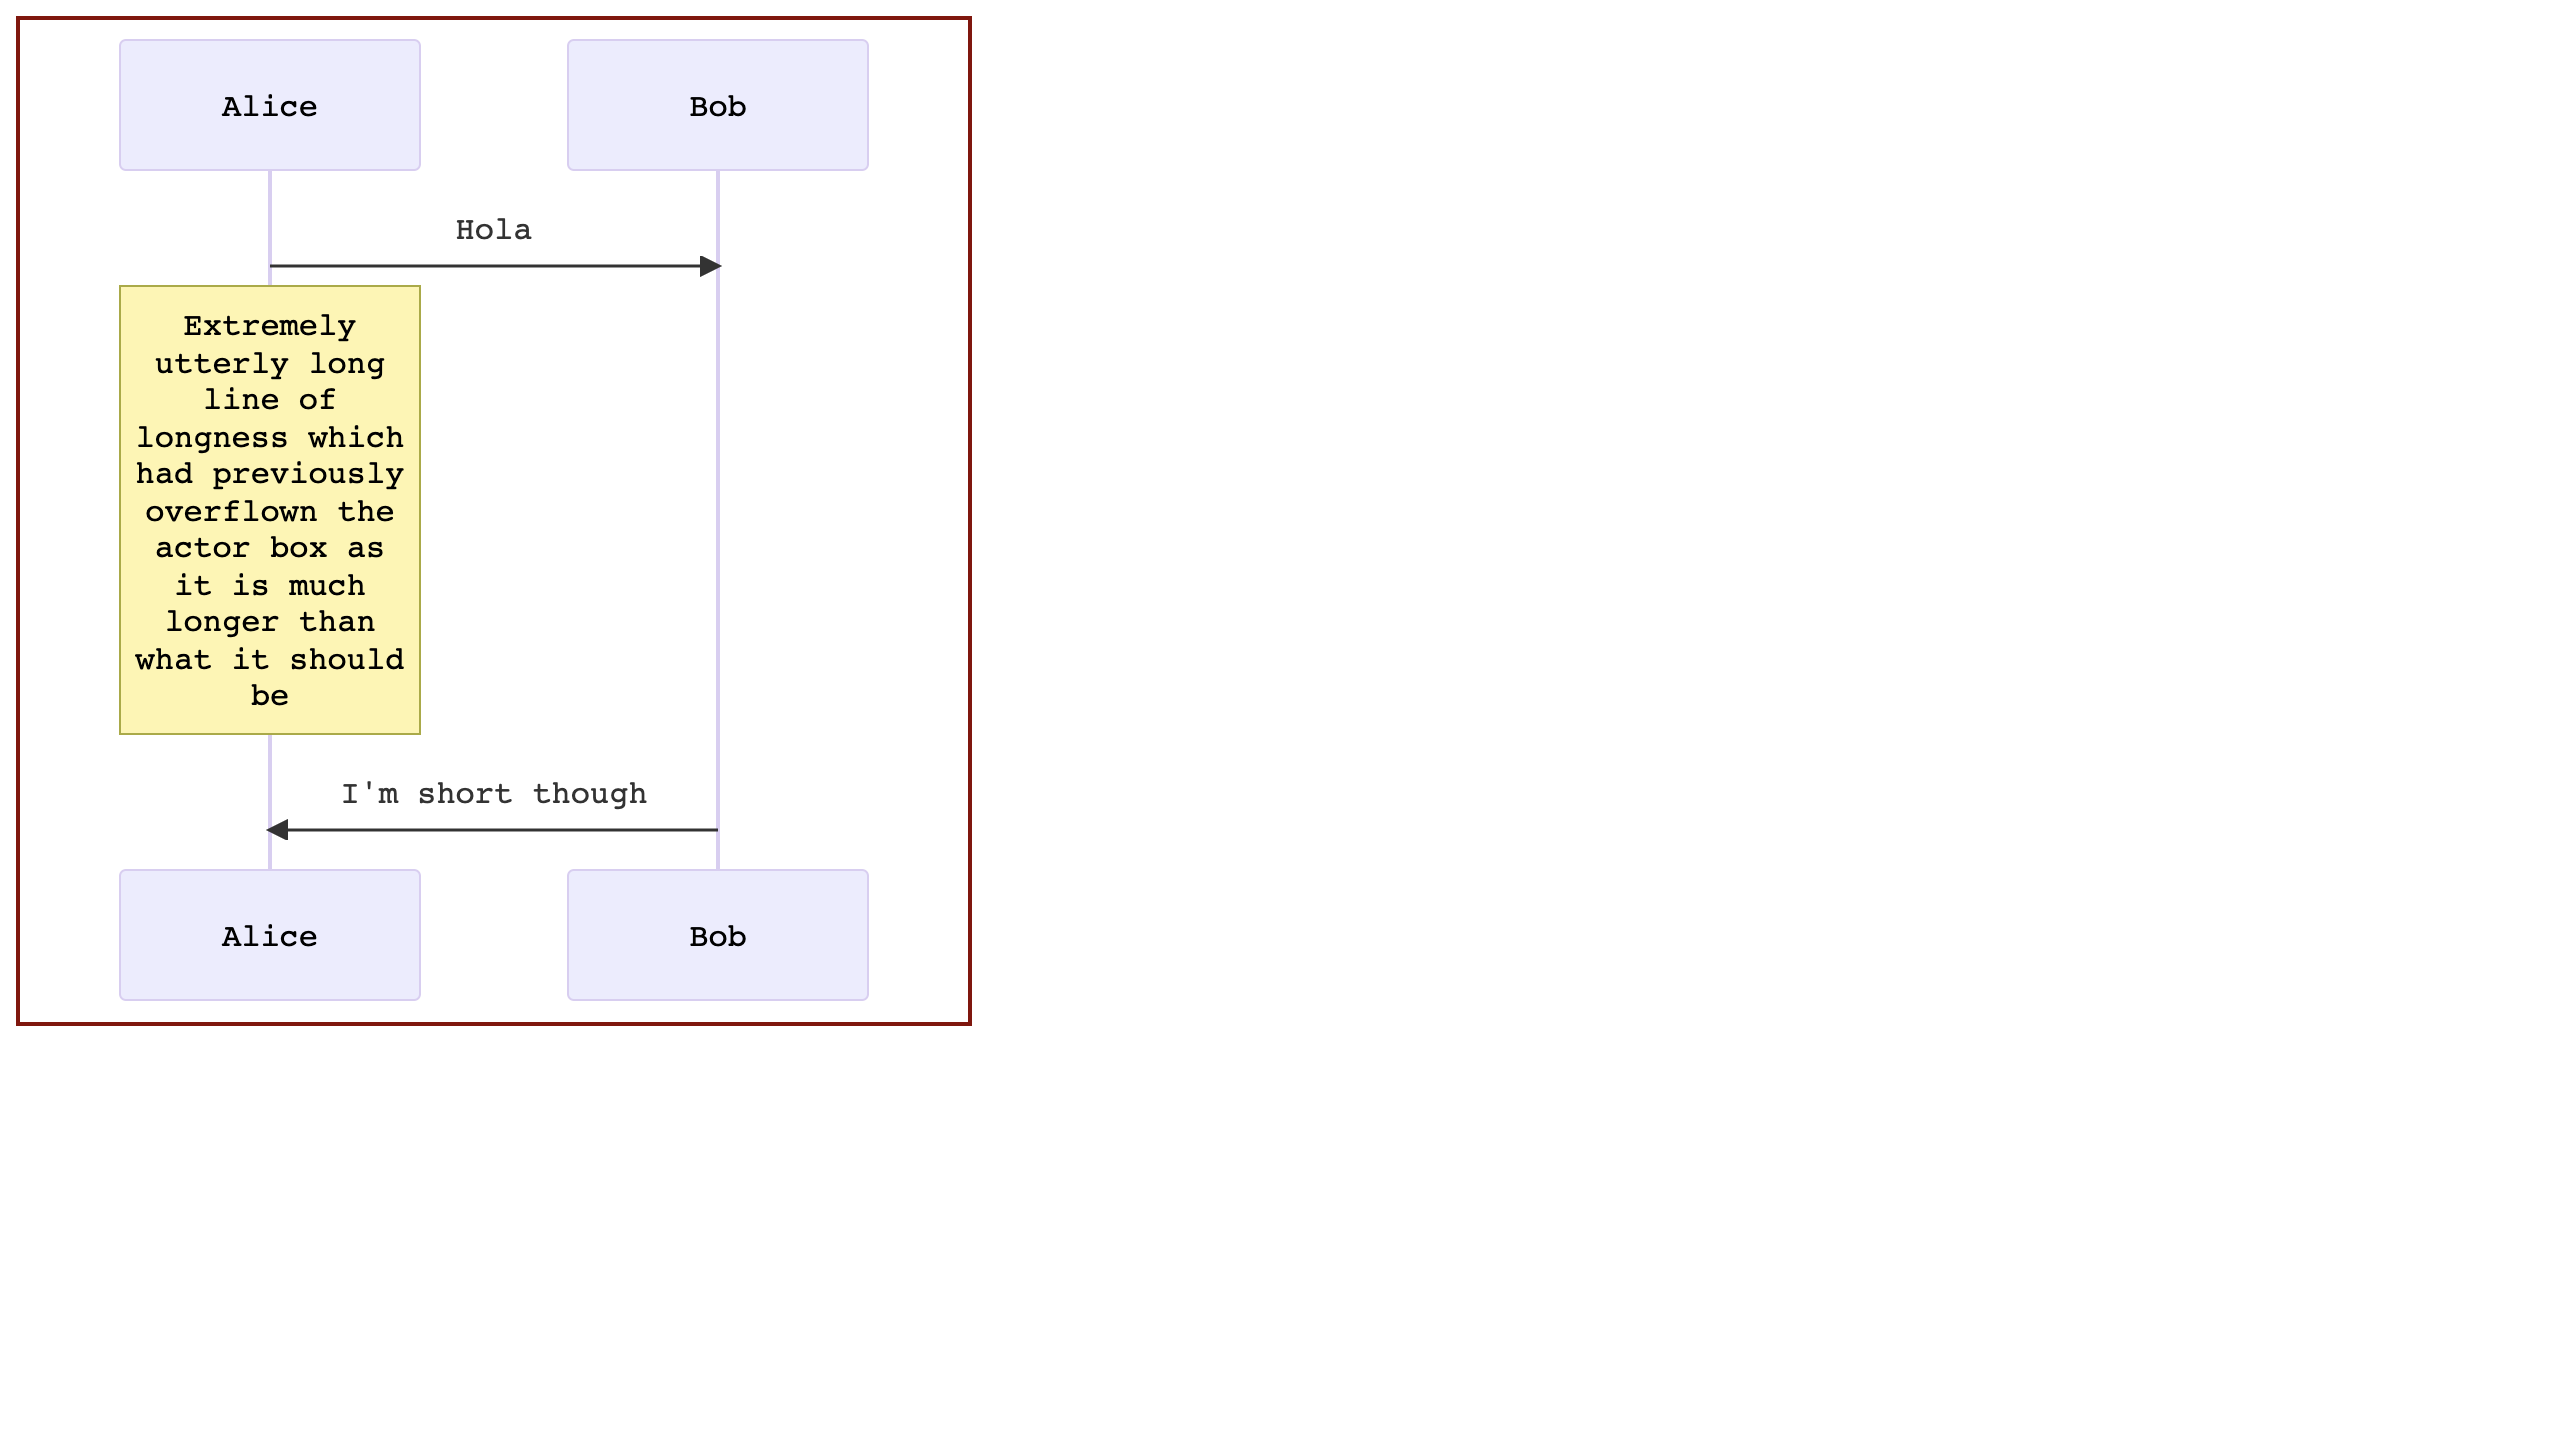 Alice
Bob
Hola
Extremely
utterly long
line of
longness which
had previously
overflown the
actor box as
it is much
longer than
what it should
be
I'm short though
Alice
Bob